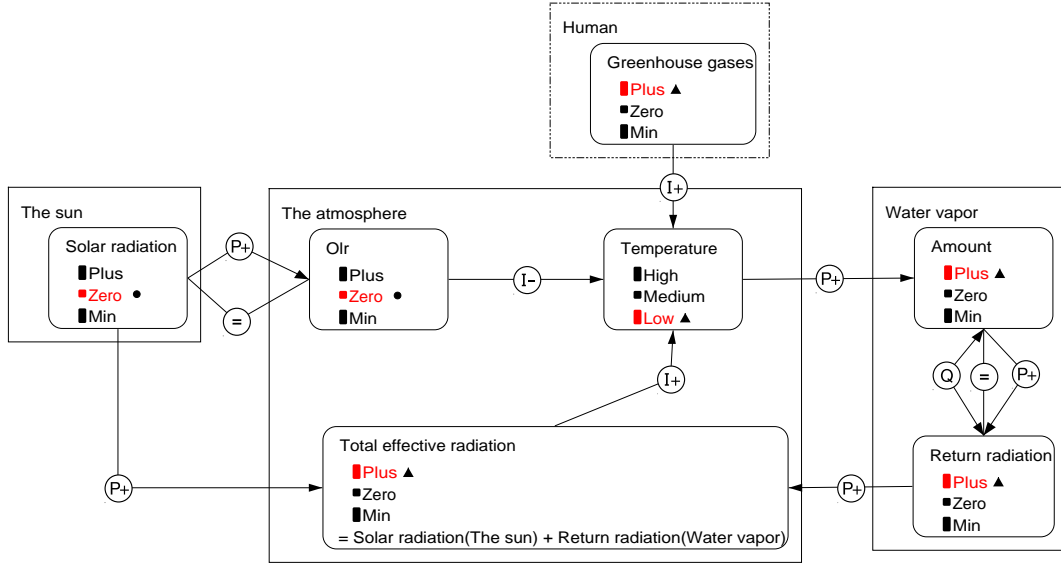 Human
Greenhouse gases
Plus
Zero
Min
I+
The sun
Solar radiation
Plus
Zero
Min
P+
=
P+
The atmosphere
Olr
Plus
Zero
Min
I-
Temperature
High
Medium
Low
I+
P+
Total effective radiation
Plus
Zero
Min
= Solar radiation(The sun) + Return radiation(Water vapor)
Water vapor
Amount
Plus
Zero
Min
Q
=
P+
Return radiation
Plus
Zero
Min
P+